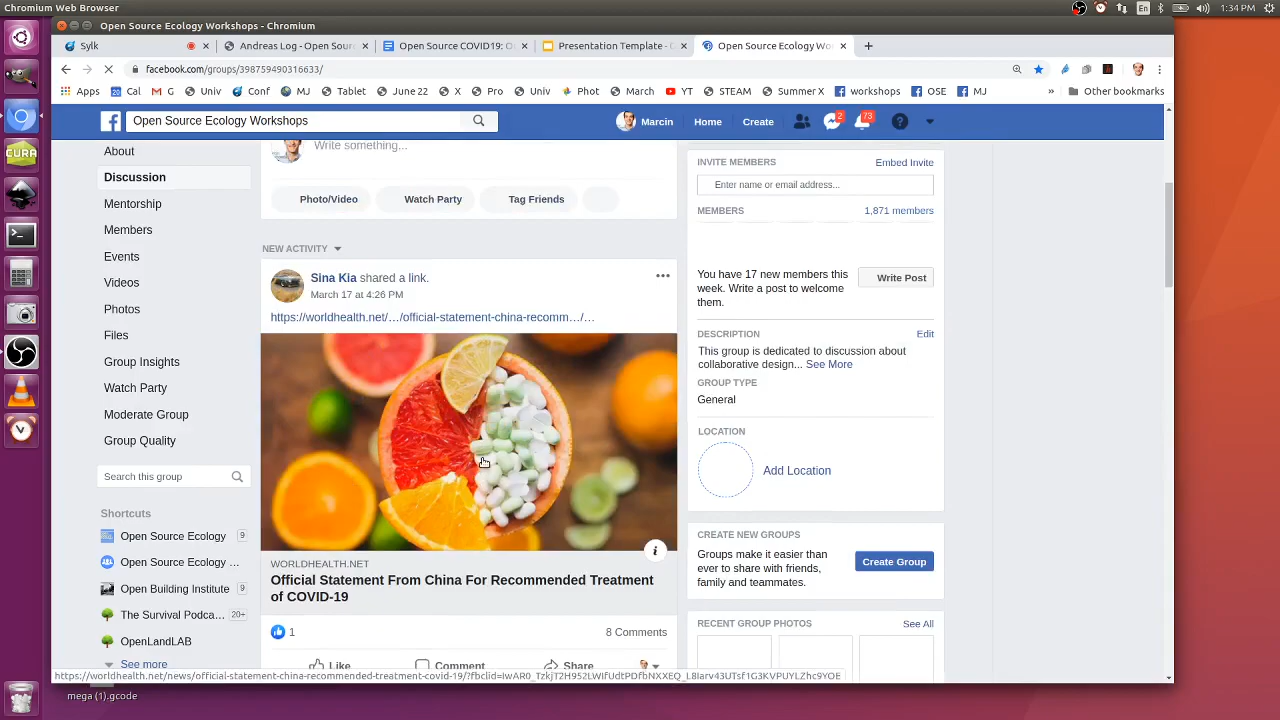 Chromium Web Browser
En
1:34 PM
Open Source Ecology Workshops - Chromium
Sylk
Andreas Log - Open Sourc
Open Source COVID19: O
Presentation Template - G
Open Source Ecology Wo
facebook.com/groups/398759490316633/
Apps
Cal
G
Univ
Conf
MJ
Tablet
June 22
X
Pro
Univ
Phot
March
YT
STEAM
Summer X
workshops
OSE
MJ
»
Other bookmarks
Open Source Ecology Workshops
Marcin
Home
Create
2
73
About
Discussion
Mentorship
Members
Events
Videos
Photos
Files
Group Insights
Watch Party
Moderate Group
Group Quality
Search this group
Shortcuts
Open Source Ecology 9
Open Source Ecology ...
Open Building Institute 9
The Survival Podca... 20+
OpenLandLAB
See more
Write something...
Photo/Video
Watch Party
Tag Friends
NEW ACTIVITY
Sina Kia shared a link.
March 17 at 4:26 PM
https://worldhealth.net/…/official-statement-china-recomm…/…
WORLDHEALTH.NET
Official Statement From China For Recommended Treatment
of COVID-19
1
8 Comments
Like
Comment
Share
INVITE MEMBERS
Embed Invite
Enter name or email address...
MEMBERS
1,871 members
You have 17 new members this
week. Write a post to welcome
them.
Write Post
DESCRIPTION
Edit
This group is dedicated to discussion about
collaborative design... See More
GROUP TYPE
General
LOCATION
Add Location
CREATE NEW GROUPS
Groups make it easier than
ever to share with friends,
family and teammates.
Create Group
RECENT GROUP PHOTOS
See All
CURA
mega (1).gcode